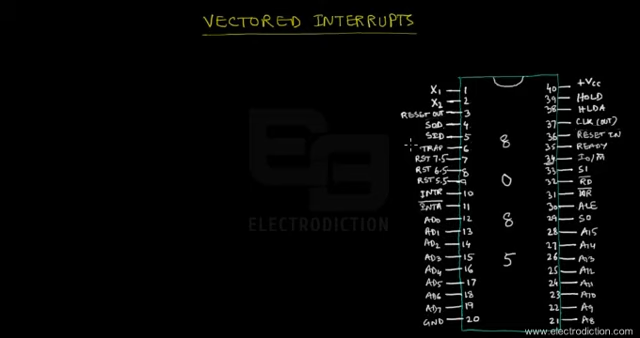 VECTORED INTERRUPTS
X1 1 40 +Vcc
X2 2 39 HOLD
RESET OUT 3 38 HLDA
SOD 4 37 CLK (OUT)
SID 5 36 RESET IN
TRAP 6 35 READY
RST 7.5 7 34 IO/M̅
RST 6.5 8 33 S1
RST 5.5 9 32 R̅D̅
INTR 10 31 W̅R̅
I̅N̅T̅A̅ 11 30 ALE
AD0 12 29 S0
AD1 13 28 A15
AD2 14 27 A14
AD3 15 26 A13
AD4 16 25 A12
AD5 17 24 A11
AD6 18 23 A10
AD7 19 22 A9
GND 20 21 A8
8
0
8
5
ELECTRODICTION
www.electrodiction.com